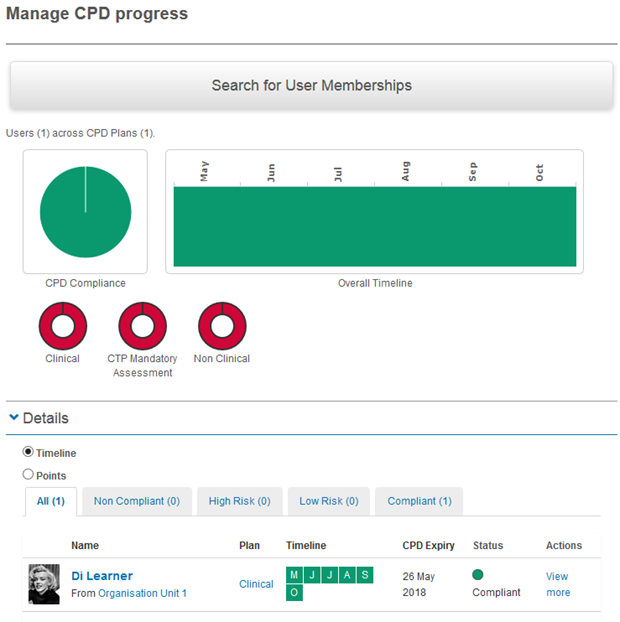 Manage CPD progress
Search for User Memberships
Users (1) across CPD Plans (1).
May Jun Jul Aug Sep Oct
CPD Compliance
Overall Timeline
Clinical
CTP Mandatory
Assessment
Non Clinical
Details
Timeline
Points
All (1) Non Compliant (0) High Risk (0) Low Risk (0) Compliant (1)
Name Plan Timeline CPD Expiry Status Actions
Di Learner
From Organisation Unit 1
Clinical
M J J A S
O
26 May
2018
Compliant
View
more